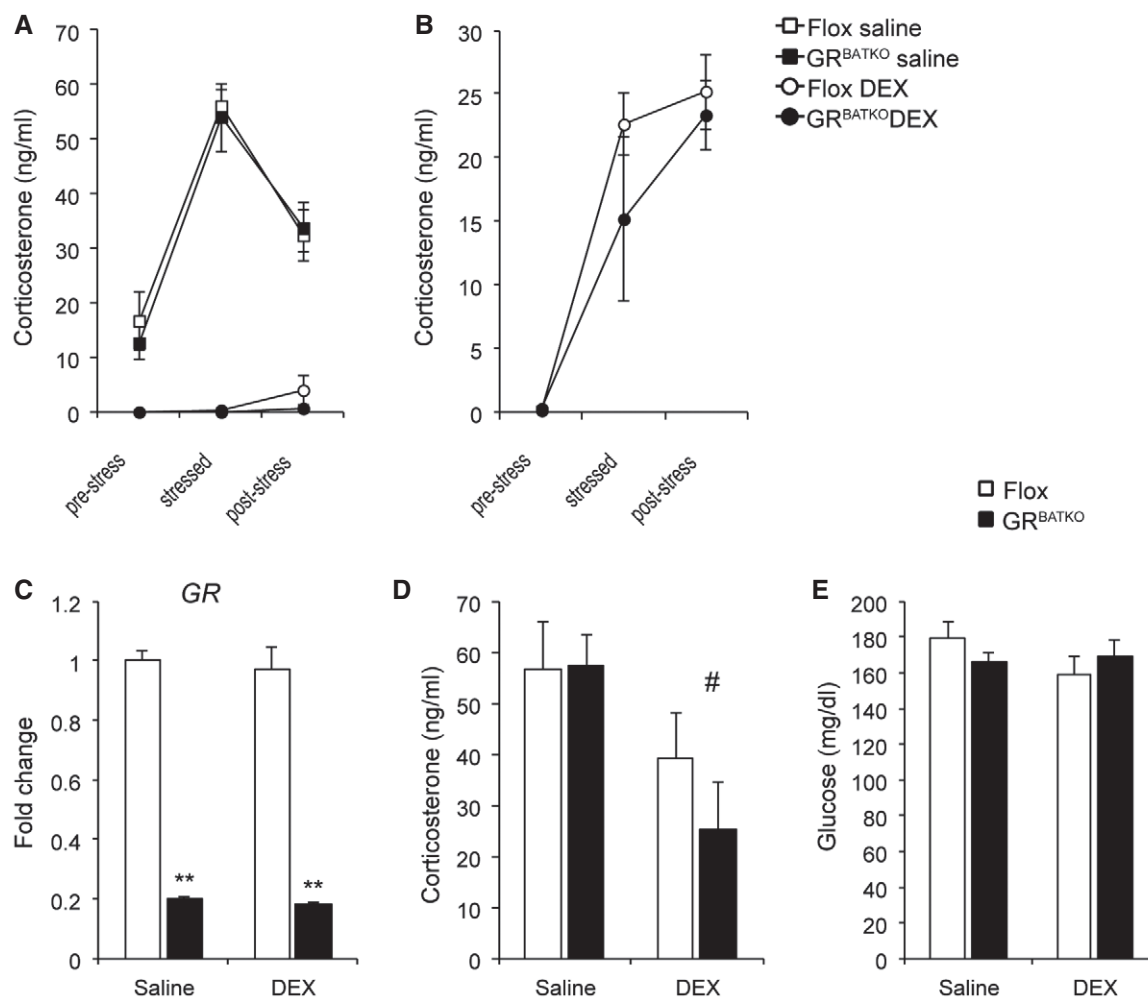 A
70
60
50
40
30
20
10
0
Corticosterone (ng/ml)
pre-stress
stressed
post-stress
B
30
25
20
15
10
5
0
Corticosterone (ng/ml)
pre-stress
stressed
post-stress
Flox saline
GRBATKO saline
Flox DEX
GRBATKODEX
Flox
GRBATKO
C
GR
1.2
1
0.8
0.6
0.4
0.2
0
Fold change
**
**
Saline
DEX
D
70
60
50
40
30
20
10
0
Corticosterone (ng/ml)
#
Saline
DEX
E
200
180
160
140
120
100
80
60
40
20
0
Glucose (mg/dl)
Saline
DEX